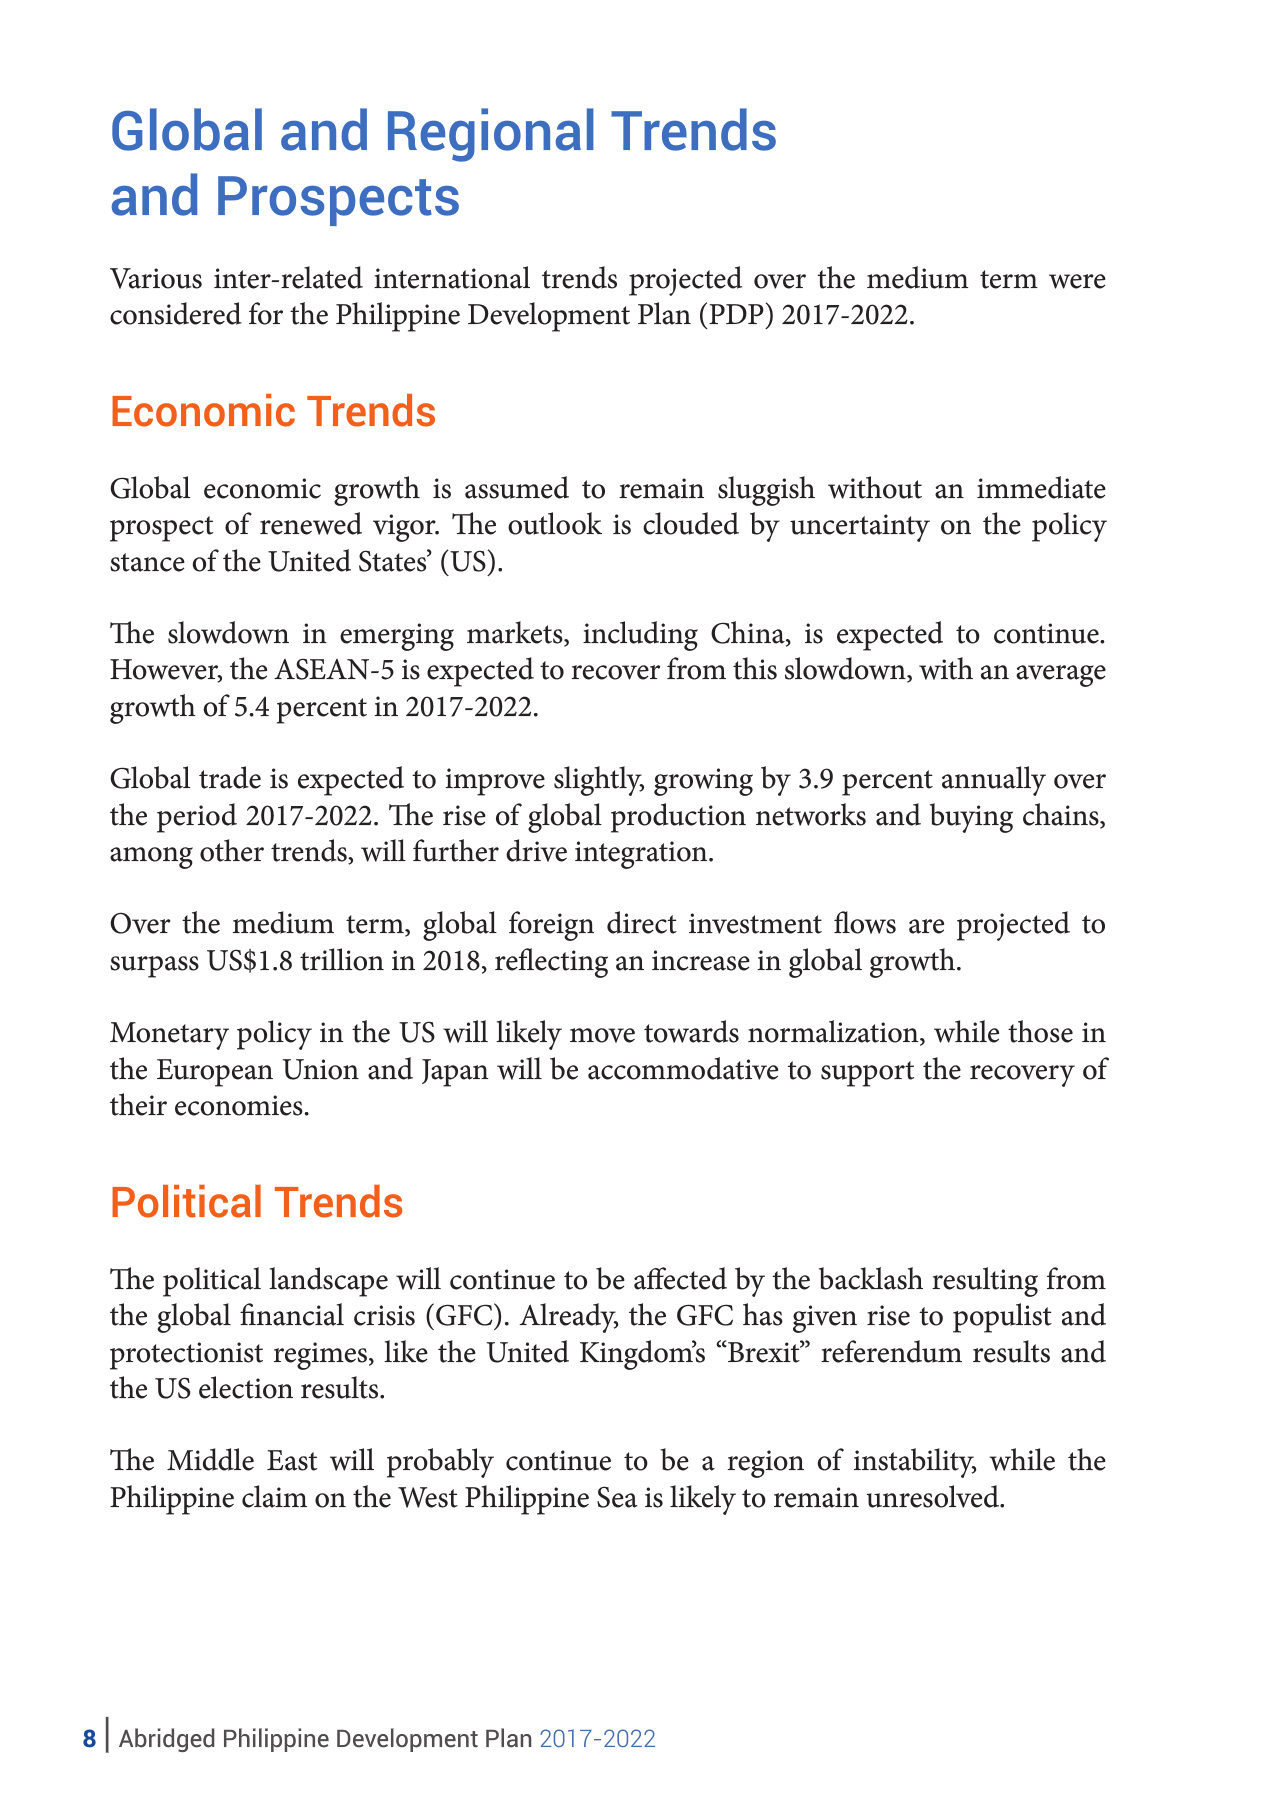 Global and Regional Trends
and Prospects
Various inter-related international trends projected over the medium term were
considered for the Philippine Development Plan (PDP) 2017-2022.
Economic Trends
Global economic growth is assumed to remain sluggish without an immediate
prospect of renewed vigor. The outlook is clouded by uncertainty on the policy
stance of the United States’ (US).
The slowdown in emerging markets, including China, is expected to continue.
However, the ASEAN-5 is expected to recover from this slowdown, with an average
growth of 5.4 percent in 2017-2022.
Global trade is expected to improve slightly, growing by 3.9 percent annually over
the period 2017-2022. The rise of global production networks and buying chains,
among other trends, will further drive integration.
Over the medium term, global foreign direct investment flows are projected to
surpass US$1.8 trillion in 2018, reflecting an increase in global growth.
Monetary policy in the US will likely move towards normalization, while those in
the European Union and Japan will be accommodative to support the recovery of
their economies.
Political Trends
The political landscape will continue to be affected by the backlash resulting from
the global financial crisis (GFC). Already, the GFC has given rise to populist and
protectionist regimes, like the United Kingdom’s “Brexit” referendum results and
the US election results.
The Middle East will probably continue to be a region of instability, while the
Philippine claim on the West Philippine Sea is likely to remain unresolved.
8 | Abridged Philippine Development Plan 2017-2022